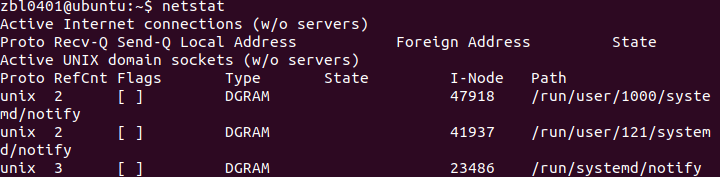 zbl0401@ubuntu:~$ netstat
Active Internet connections (w/o servers)
Proto Recv-Q Send-Q Local Address           Foreign Address         State
Active UNIX domain sockets (w/o servers)
Proto RefCnt Flags       Type       State         I-Node   Path
unix  2      [ ]         DGRAM                    47918    /run/user/1000/syste
md/notify
unix  2      [ ]         DGRAM                    41937    /run/user/121/system
d/notify
unix  3      [ ]         DGRAM                    23486    /run/systemd/notify